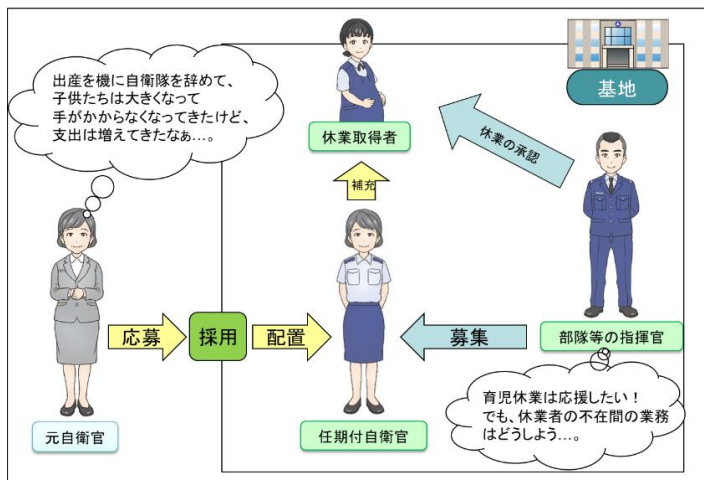 出産を機に自衛隊を辞めて、
子供たちは大きくなって
手がかからなくなってきたけど、
支出は増えてきたなぁ…。
基地
休業取得者
休業の承認
補充
応募
採用
配置
募集
部隊等の指揮官
元自衛官
任期付自衛官
育児休業は応援したい！
でも、休業者の不在間の業務
はどうしよう…。